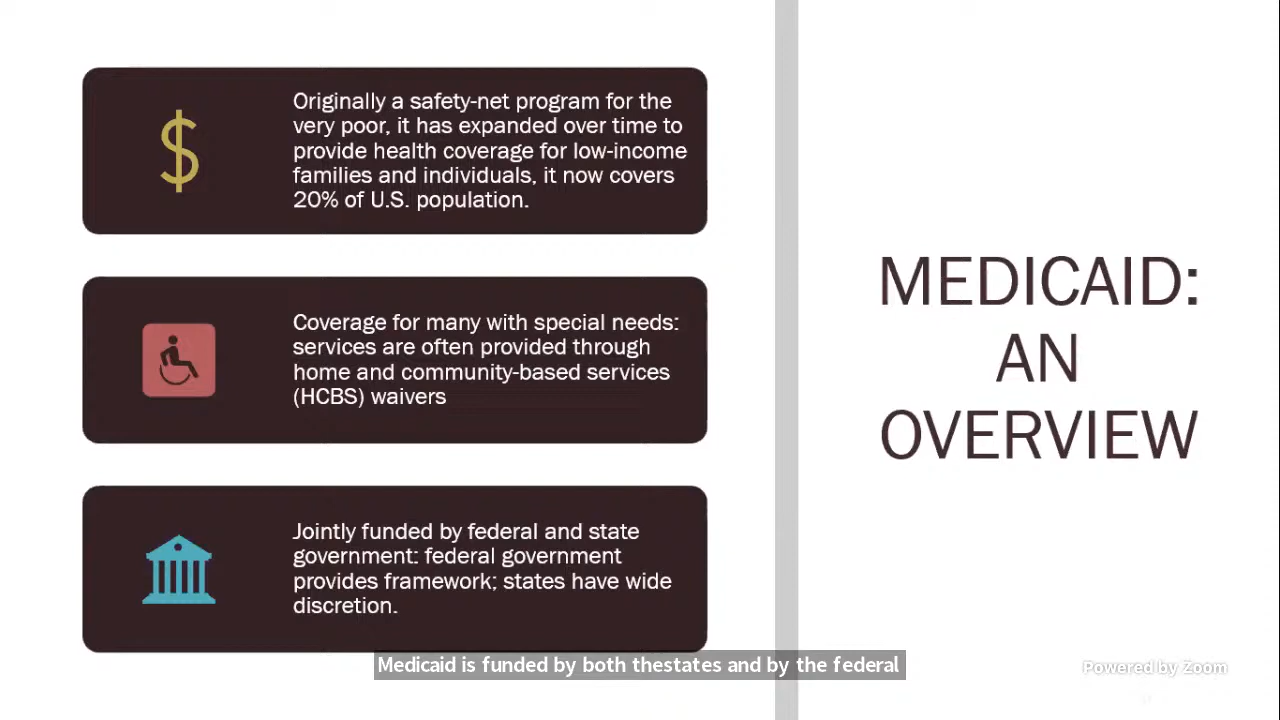 Originally a safety-net program for the
very poor, it has expanded over time to
provide health coverage for low-income
families and individuals, it now covers
20% of U.S. population.
Coverage for many with special needs:
services are often provided through
home and community-based services
(HCBS) waivers
Jointly funded by federal and state
government: federal government
provides framework; states have wide
discretion.
MEDICAID:
AN
OVERVIEW
Medicaid is funded by both thestates and by the federal
Powered by Zoom